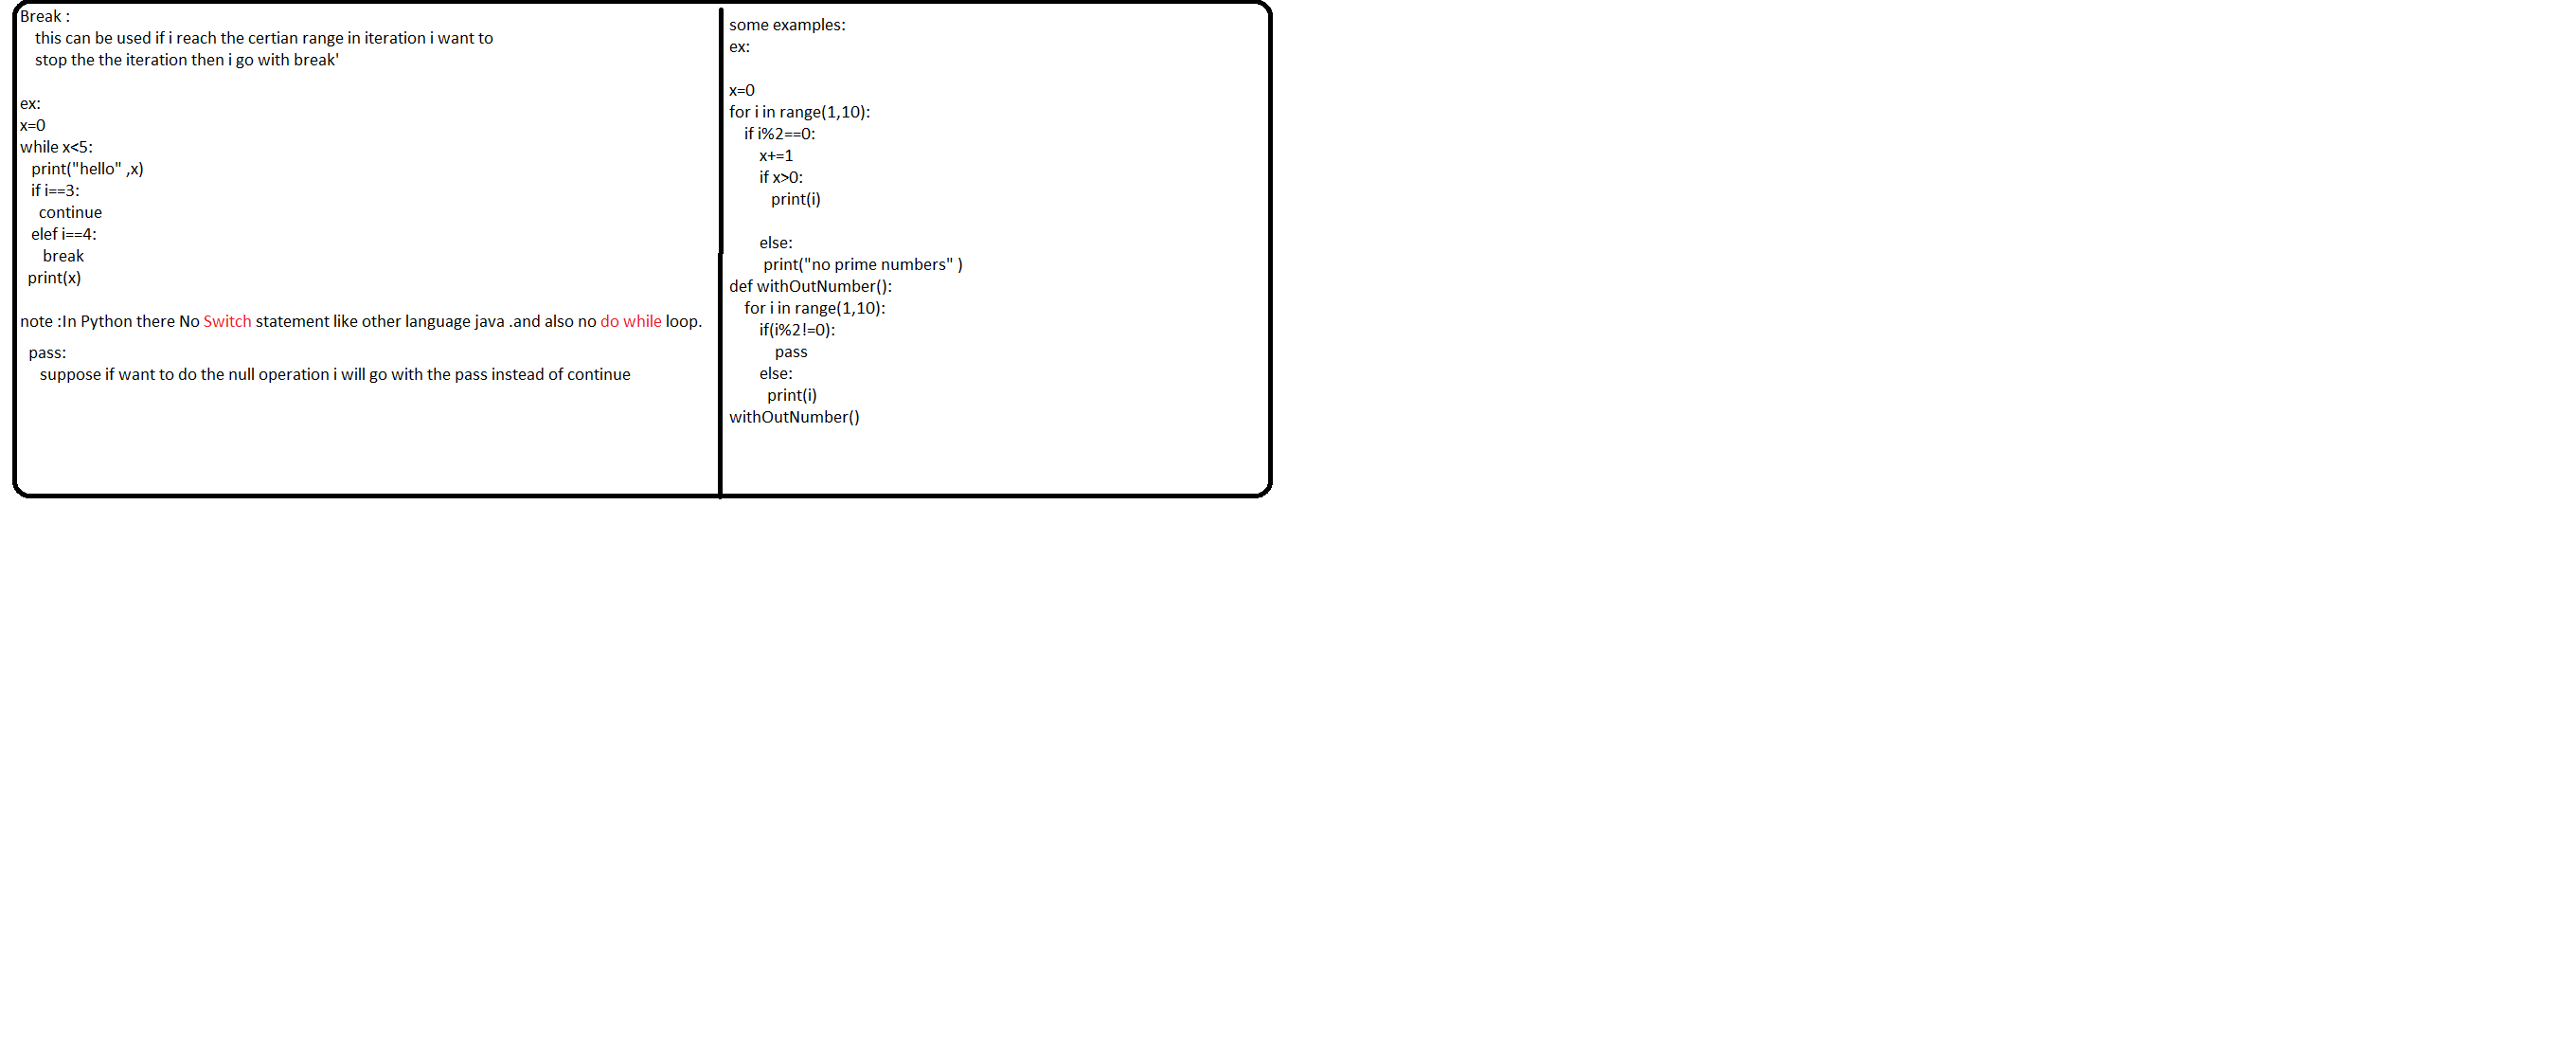 Break :
this can be used if i reach the certian range in iteration i want to
stop the the iteration then i go with break'
ex:
x=0
while x<5:
print("hello" ,x)
if i==3:
continue
elef i==4:
break
print(x)
note :In Python there No Switch statement like other language java .and also no do while loop.
pass:
suppose if want to do the null operation i will go with the pass instead of continue
some examples:
ex:
x=0
for i in range(1,10):
if i%2==0:
x+=1
if x>0:
print(i)
else:
print("no prime numbers" )
def withOutNumber():
for i in range(1,10):
if(i%2!=0):
pass
else:
print(i)
withOutNumber()